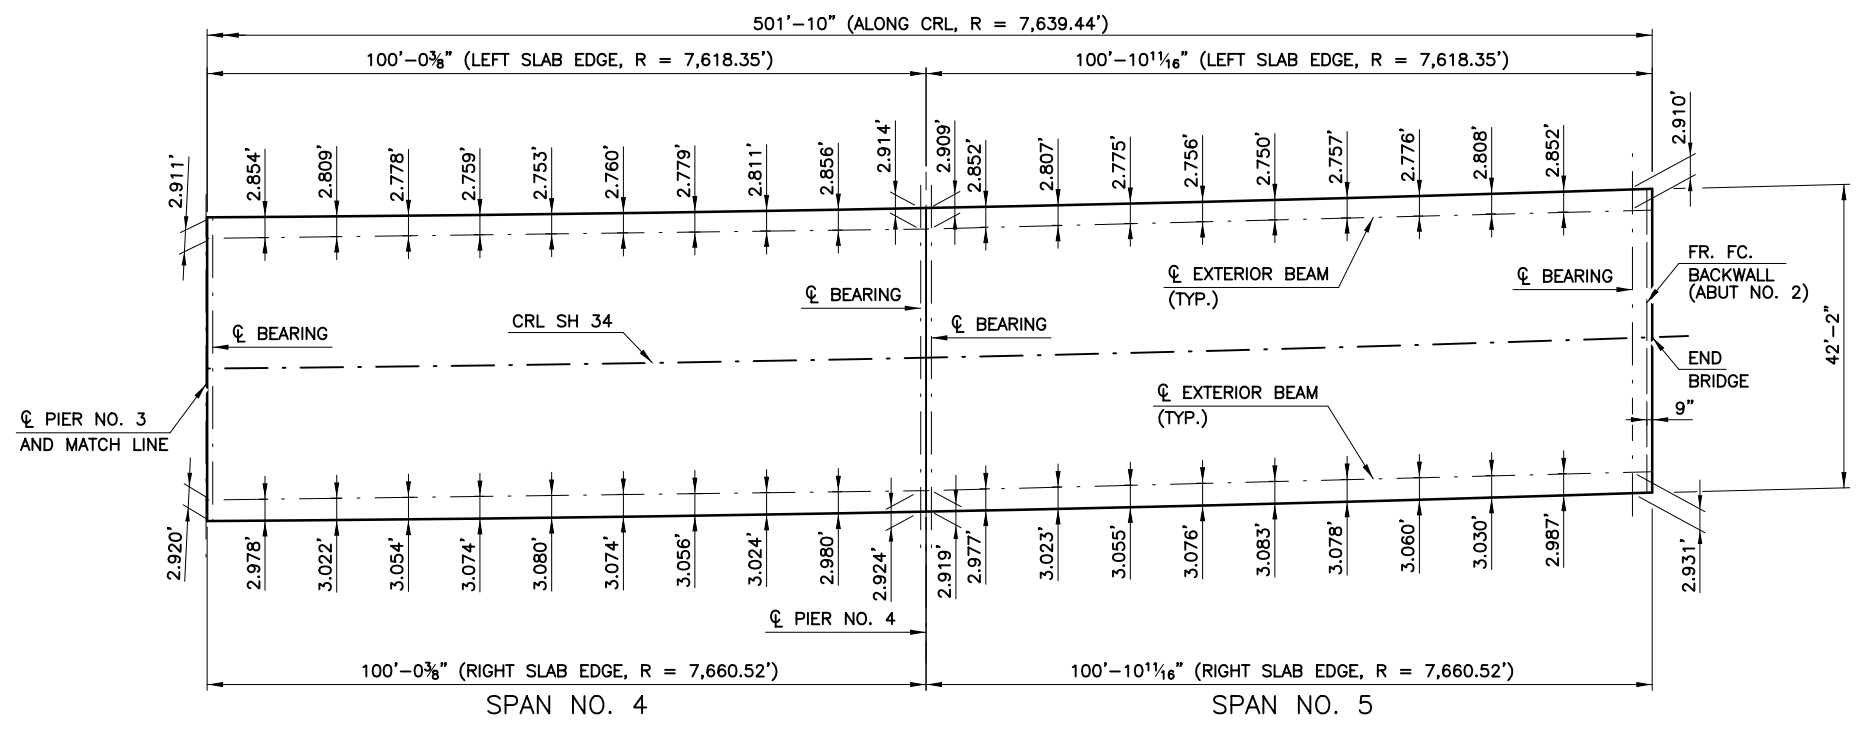 501'-10" (ALONG CRL, R = 7,639.44')
100'-0⅜" (LEFT SLAB EDGE, R = 7,618.35')
100'-10 11/16" (LEFT SLAB EDGE, R = 7,618.35')
2.911'
2.854'
2.809'
2.778'
2.759'
2.753'
2.760'
2.779'
2.811'
2.856'
2.914'
2.909'
2.852'
2.807'
2.775'
2.756'
2.750'
2.757'
2.776'
2.808'
2.852'
2.910'
℄ EXTERIOR BEAM
(TYP.)
℄ BEARING
FR. FC.
BACKWALL
(ABUT NO. 2)
℄ BEARING
CRL SH 34
℄ BEARING
℄ BEARING
42'-2"
END
BRIDGE
℄ EXTERIOR BEAM
(TYP.)
9"
℄ PIER NO. 3
AND MATCH LINE
2.920'
2.978'
3.022'
3.054'
3.074'
3.080'
3.074'
3.056'
3.024'
2.980'
2.924'
2.919'
2.977'
3.023'
3.055'
3.076'
3.083'
3.078'
3.060'
3.030'
2.987'
2.931'
℄ PIER NO. 4
100'-0⅜" (RIGHT SLAB EDGE, R = 7,660.52')
100'-10 11/16" (RIGHT SLAB EDGE, R = 7,660.52')
SPAN NO. 4
SPAN NO. 5